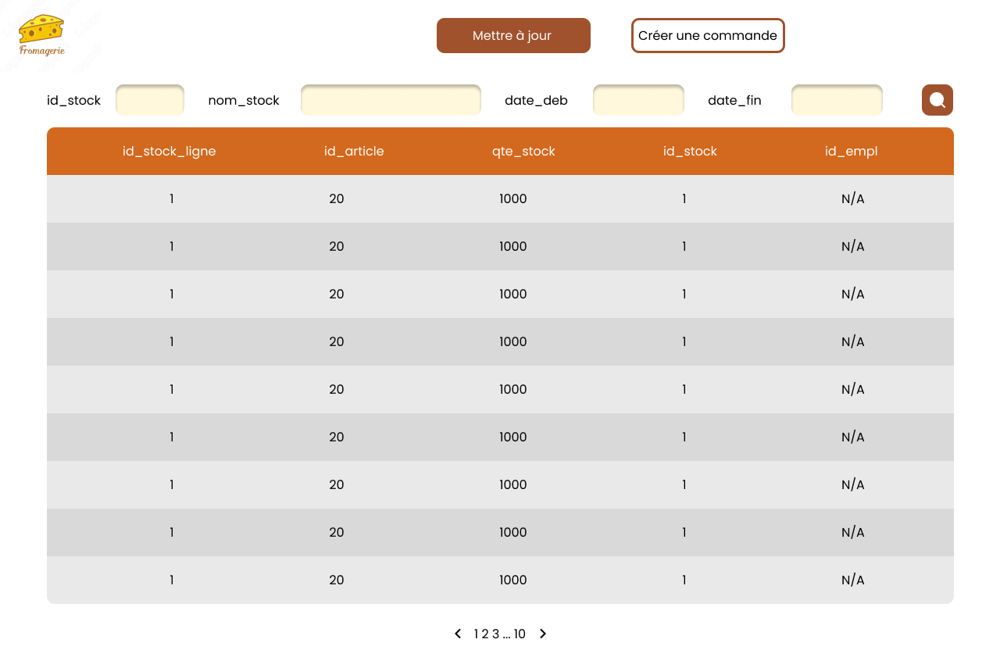 Fromagerie
Mettre à jour
Créer une commande
id_stock nom_stock date_deb date_fin
id_stock_ligne id_article qte_stock id_stock id_empl
1 20 1000 1 N/A
1 20 1000 1 N/A
1 20 1000 1 N/A
1 20 1000 1 N/A
1 20 1000 1 N/A
1 20 1000 1 N/A
1 20 1000 1 N/A
1 20 1000 1 N/A
1 20 1000 1 N/A
1 2 3 ... 10